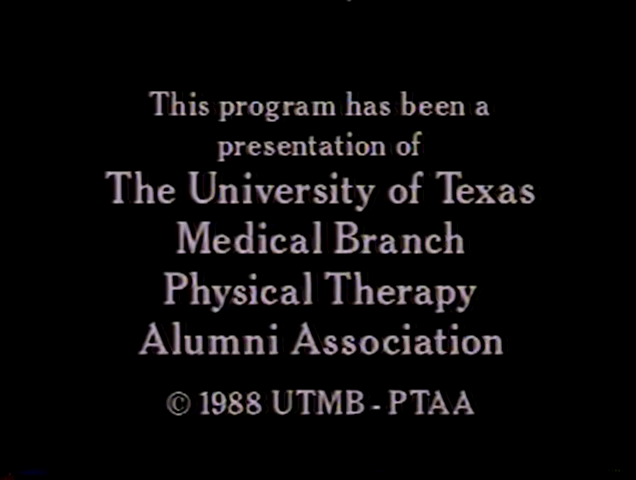 This program has been a
presentation of
The University of Texas
Medical Branch
Physical Therapy
Alumni Association
© 1988 UTMB - PTAA